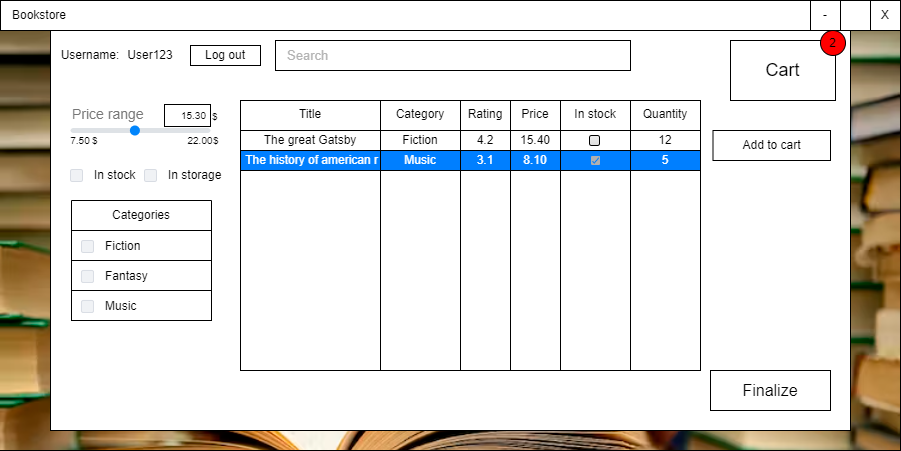 Bookstore - X
Username: User123 Log out Search 2
Cart
Price range 15.30 $
7.50 $ 22.00$
In stock In storage
Categories
Fiction
Fantasy
Music
Title Category Rating Price In stock Quantity
The great Gatsby Fiction 4.2 15.40 12
The history of american r Music 3.1 8.10 5
Add to cart
Finalize